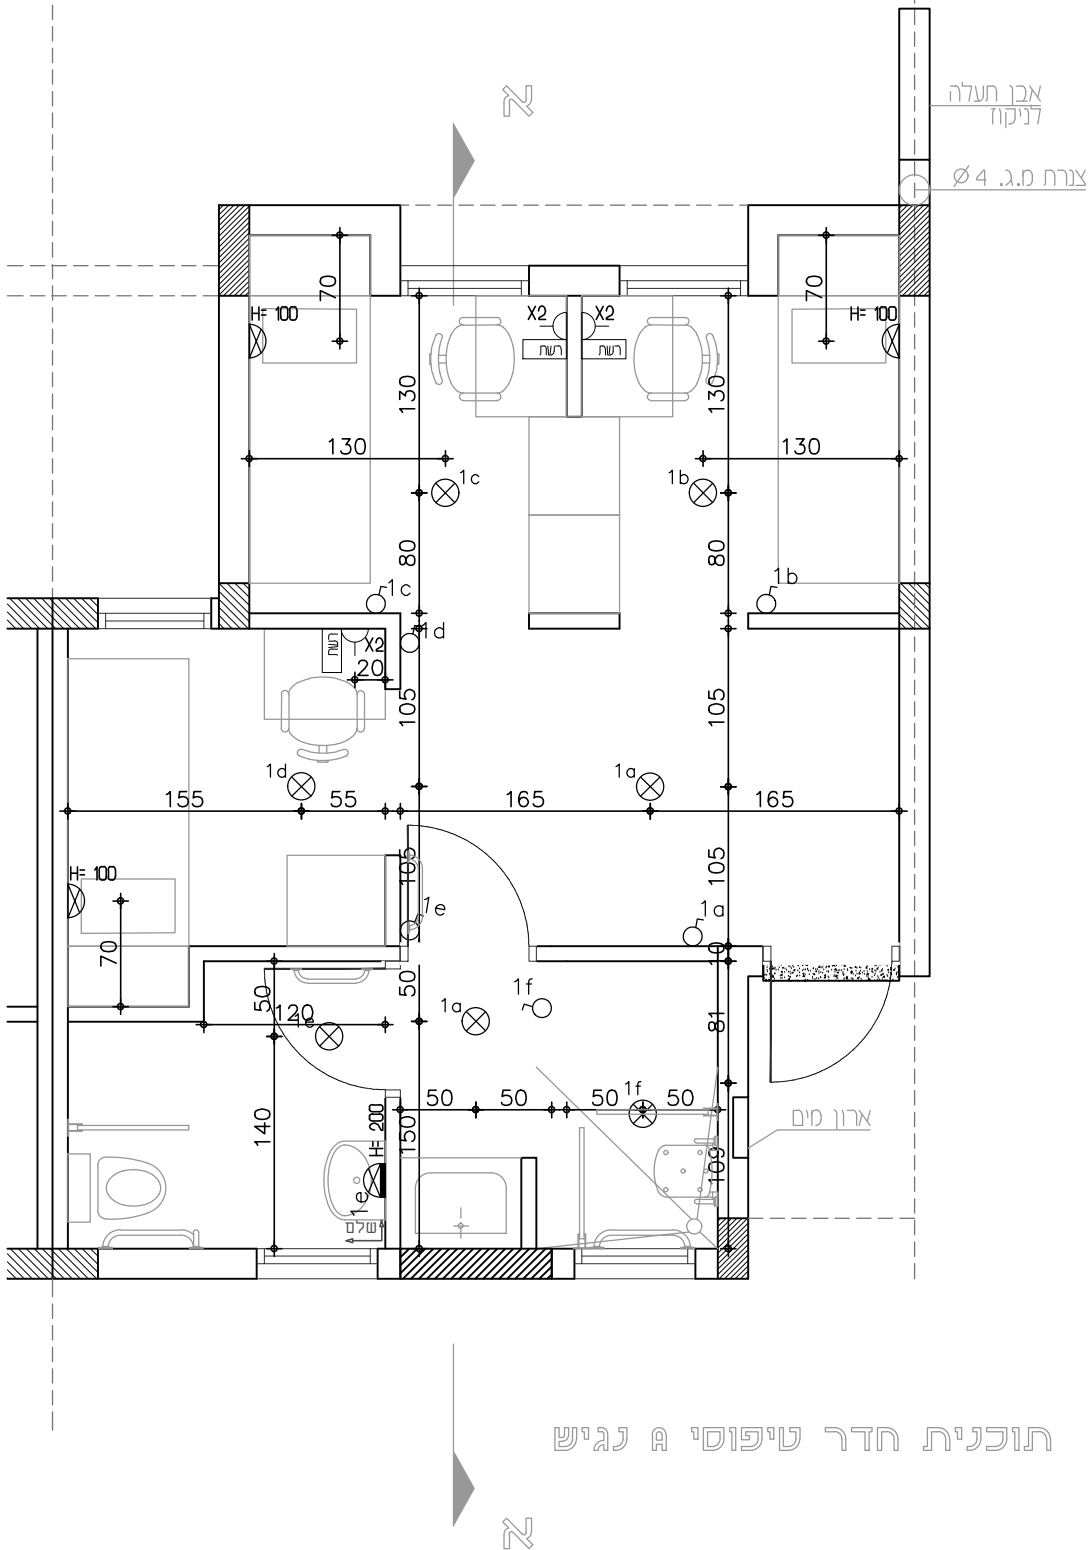 א
אבן תעלה
לניקוז
צנרת מ.ג. 4 Ø
70
70
H= 100
X2
X2
H= 100
רשת
רשת
130
130
130
130
1c
1b
80
80
1c
1b
1d
רשת
X2
20
105
105
1d
1a
155
55
165
165
105
105
H= 100
1e
1a
70
10
50
50
120
1e
1a
1f
81
50
50
50
1f
50
140
H= 200
150
ארון מים
109
1e
שלם
תוכנית חדר טיפוסי A נגיש
א